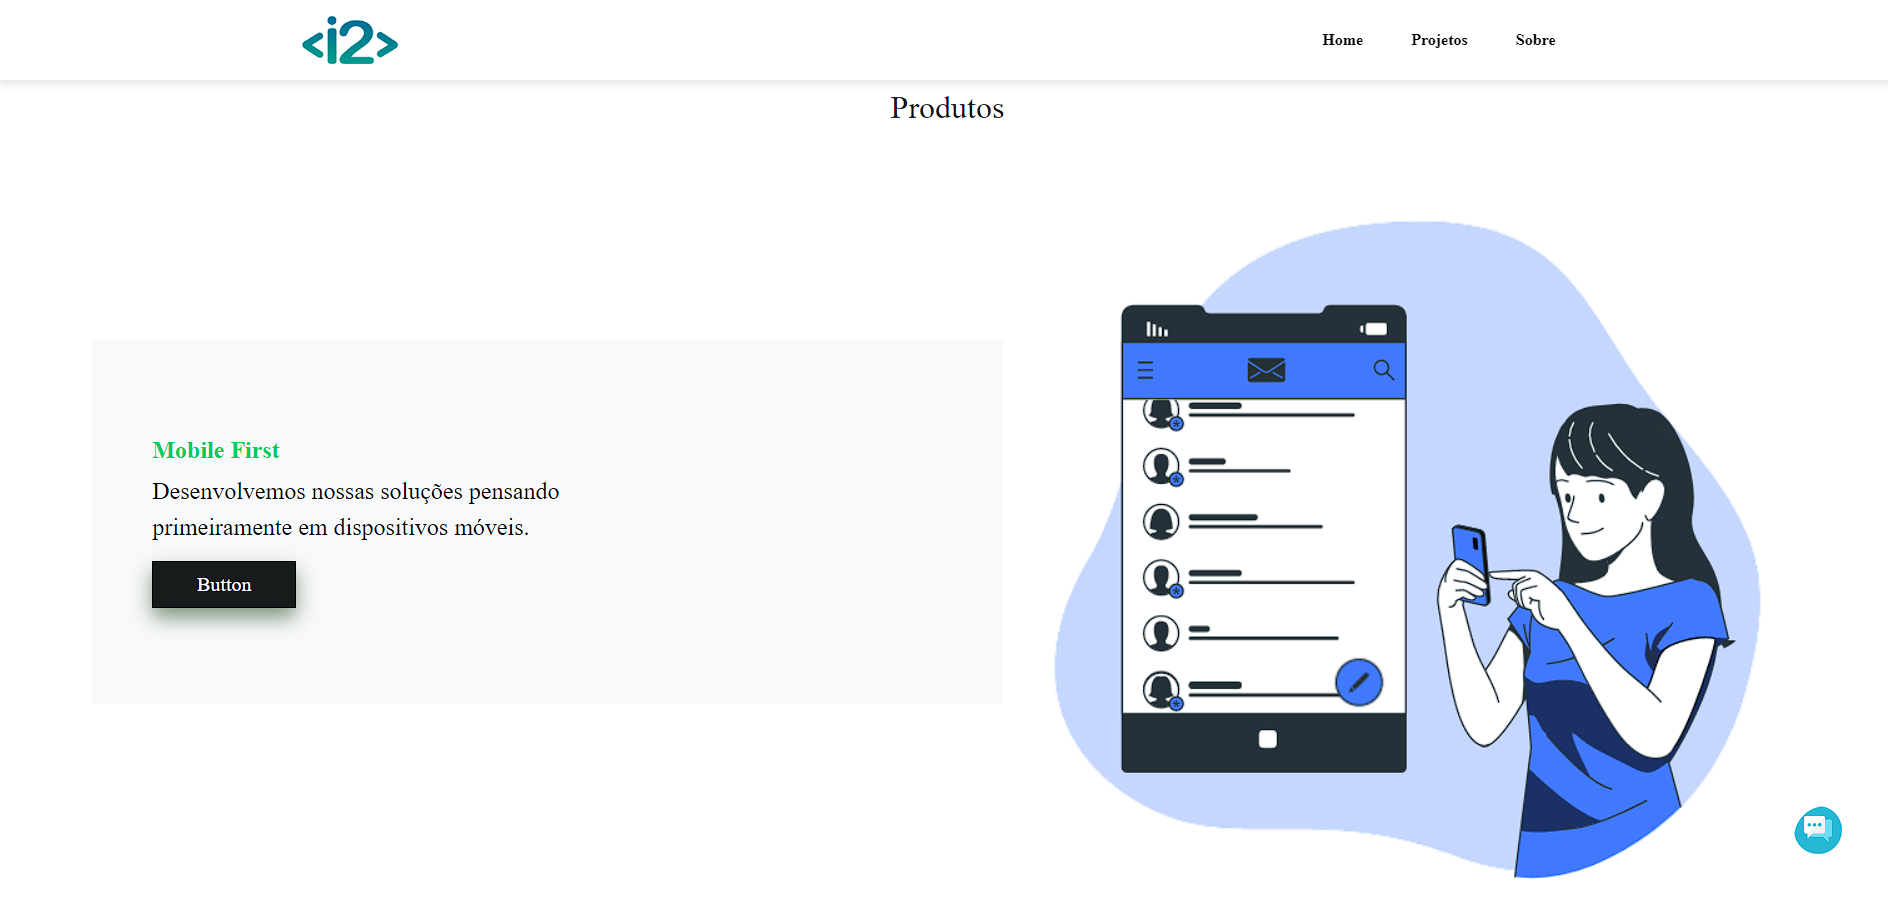 <i2>
Home Projetos Sobre
Produtos
Mobile First
Desenvolvemos nossas soluções pensando
primeiramente em dispositivos móveis.
Button